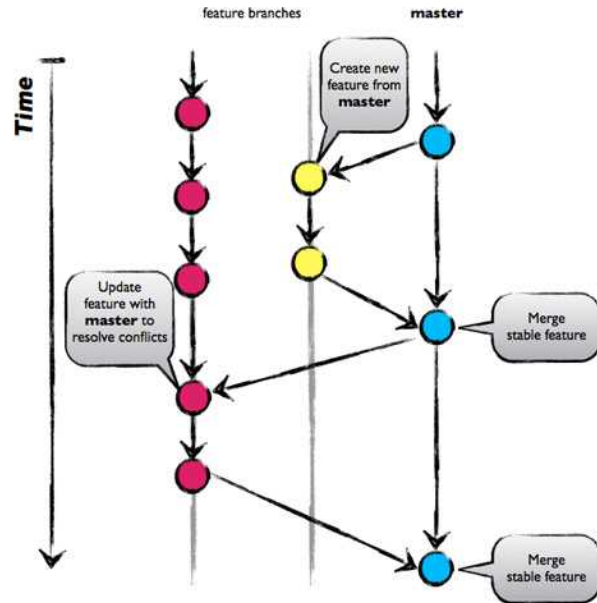 feature branches
master
Time
Create new
feature from
master
Update
feature with
master to
resolve conflicts
Merge
stable feature
Merge
stable feature